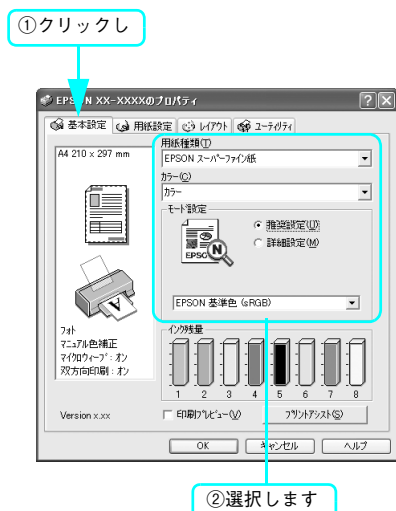 ①クリックし
EPSON XX-XXXXのプロパティ
基本設定 用紙設定 レイアウト ユーティリティ
A4 210 x 297 mm
用紙種類(T)
EPSON スーパーファイン紙
カラー(C)
カラー
モード設定
推奨設定(U)
詳細設定(M)
EPSON
N
EPSON 基準色 (sRGB)
フォト
マニュアル色補正
マイクロウィーブ : オン
双方向印刷 : オン
インク残量
1 2 3 4 5 6 7 8
Version x.xx
印刷プレビュー(V)
プリントアシスト(S)
OK キャンセル ヘルプ
②選択します